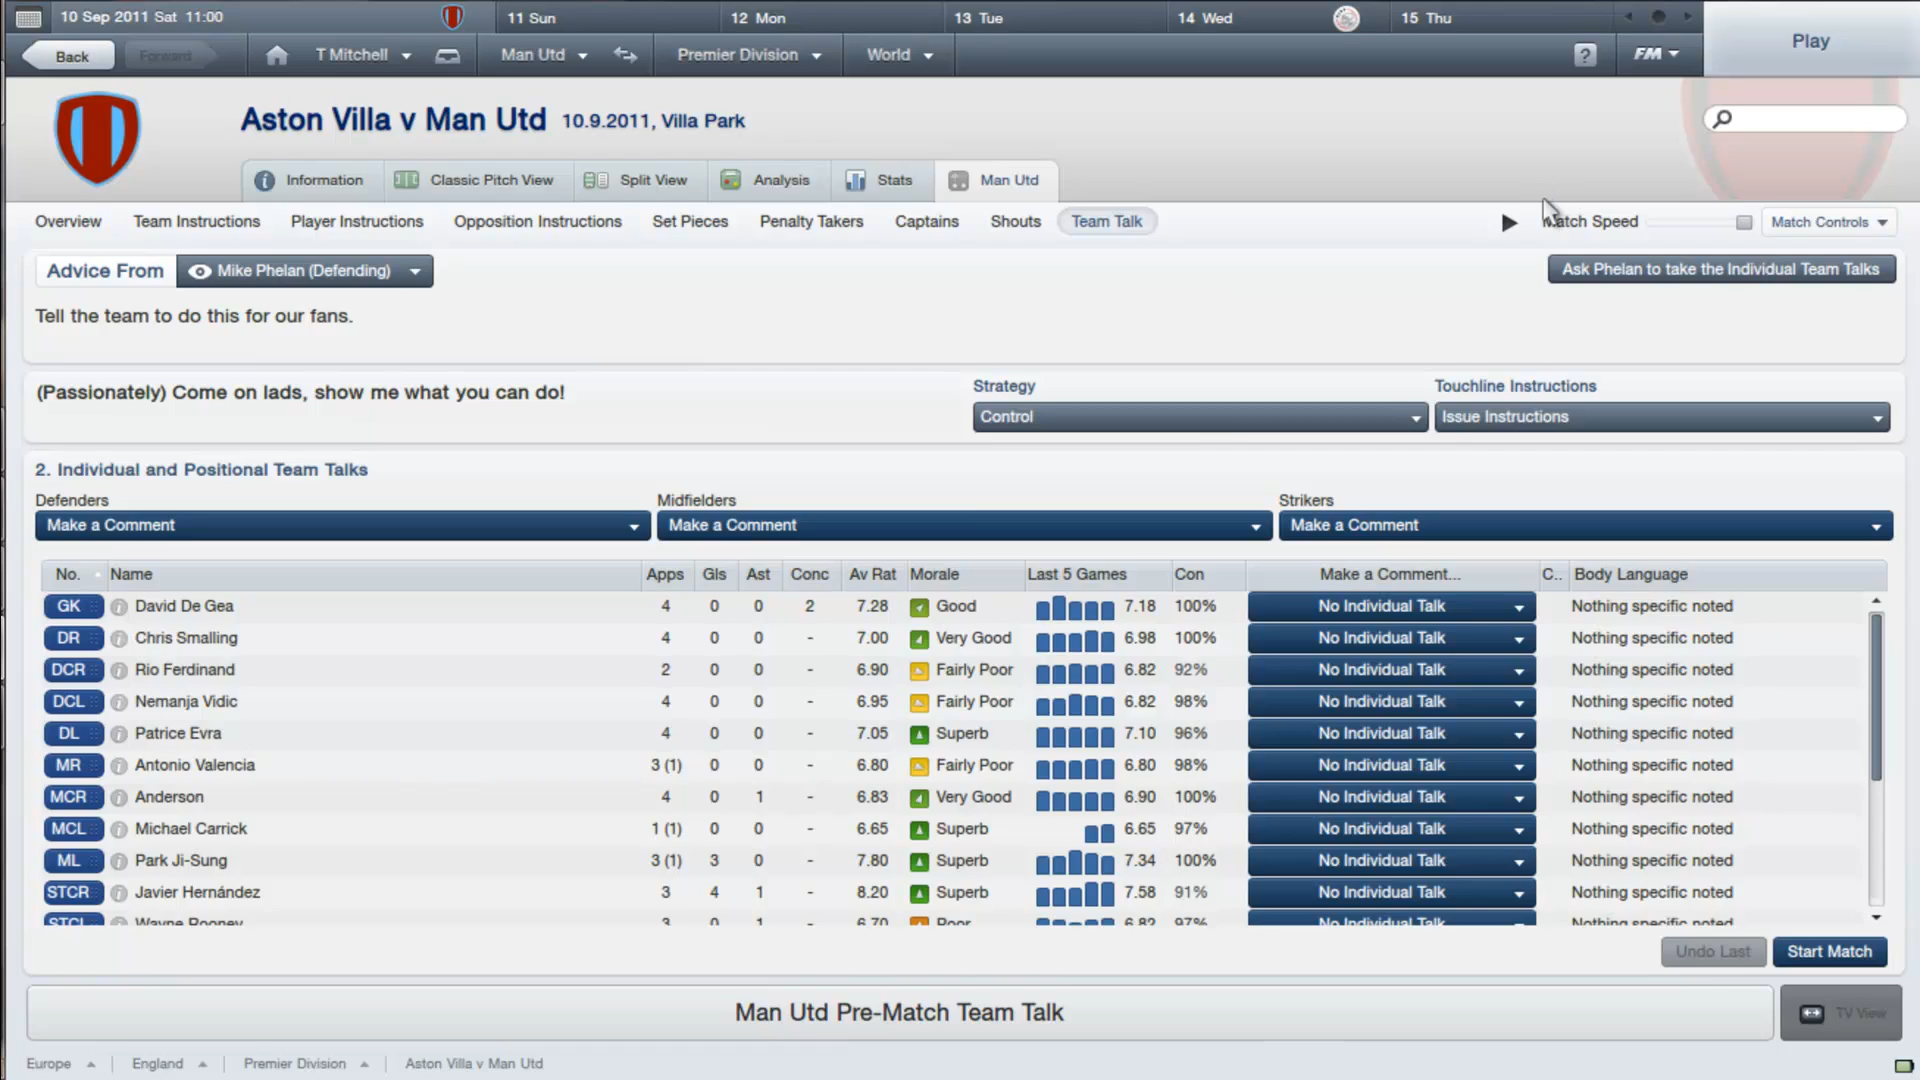 10 Sep 2011 Sat 11:00 11 Sun 12 Mon 13 Tue 14 Wed 15 Thu
Back Forward T Mitchell Man Utd Premier Division World ? FM Play
Aston Villa v Man Utd 10.9.2011, Villa Park
Information Classic Pitch View Split View Analysis Stats Man Utd
Overview Team Instructions Player Instructions Opposition Instructions Set Pieces Penalty Takers Captains Shouts Team Talk Match Speed Match Controls
Advice From Mike Phelan (Defending) Ask Phelan to take the Individual Team Talks
Tell the team to do this for our fans.
(Passionately) Come on lads, show me what you can do!
Strategy Touchline Instructions
Control Issue Instructions
2. Individual and Positional Team Talks
Defenders Midfielders Strikers
Make a Comment Make a Comment Make a Comment
No. Name Apps Gls Ast Conc Av Rat Morale Last 5 Games Con Make a Comment... C.. Body Language
GK David De Gea 4 0 0 2 7.28 Good 7.18 100% No Individual Talk Nothing specific noted
DR Chris Smalling 4 0 0 - 7.00 Very Good 6.98 100% No Individual Talk Nothing specific noted
DCR Rio Ferdinand 2 0 0 - 6.90 Fairly Poor 6.82 92% No Individual Talk Nothing specific noted
DCL Nemanja Vidic 4 0 0 - 6.95 Fairly Poor 6.82 98% No Individual Talk Nothing specific noted
DL Patrice Evra 4 0 0 - 7.05 Superb 7.10 96% No Individual Talk Nothing specific noted
MR Antonio Valencia 3 (1) 0 0 - 6.80 Fairly Poor 6.80 98% No Individual Talk Nothing specific noted
MCR Anderson 4 0 1 - 6.83 Very Good 6.90 100% No Individual Talk Nothing specific noted
MCL Michael Carrick 1 (1) 0 0 - 6.65 Superb 6.65 97% No Individual Talk Nothing specific noted
ML Park Ji-Sung 3 (1) 3 0 - 7.80 Superb 7.34 100% No Individual Talk Nothing specific noted
STCR Javier Hernández 3 4 1 - 8.20 Superb 7.58 91% No Individual Talk Nothing specific noted
STCL Wayne Rooney 3 0 1 - 6.70 Poor 6.82 97% No Individual Talk Nothing specific noted
Undo Last Start Match
Man Utd Pre-Match Team Talk TV View
Europe England Premier Division Aston Villa v Man Utd